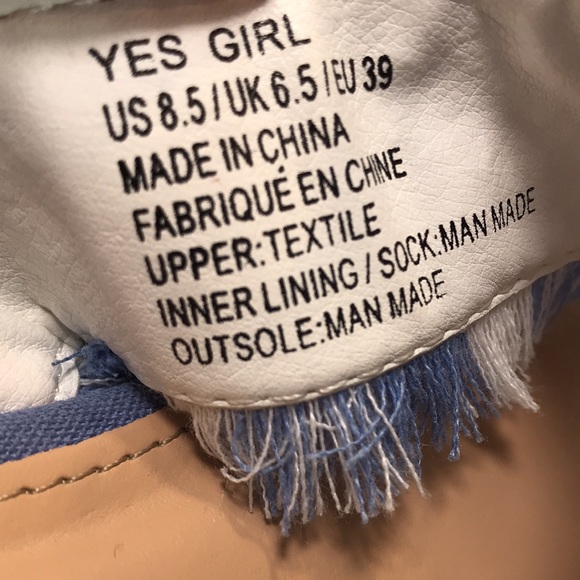 YES GIRL
US 8.5/UK 6.5/EU 39
MADE IN CHINA
FABRIQUÉ EN CHINE
UPPER:TEXTILE
INNER LINING / SOCK:MAN MADE
OUTSOLE:MAN MADE